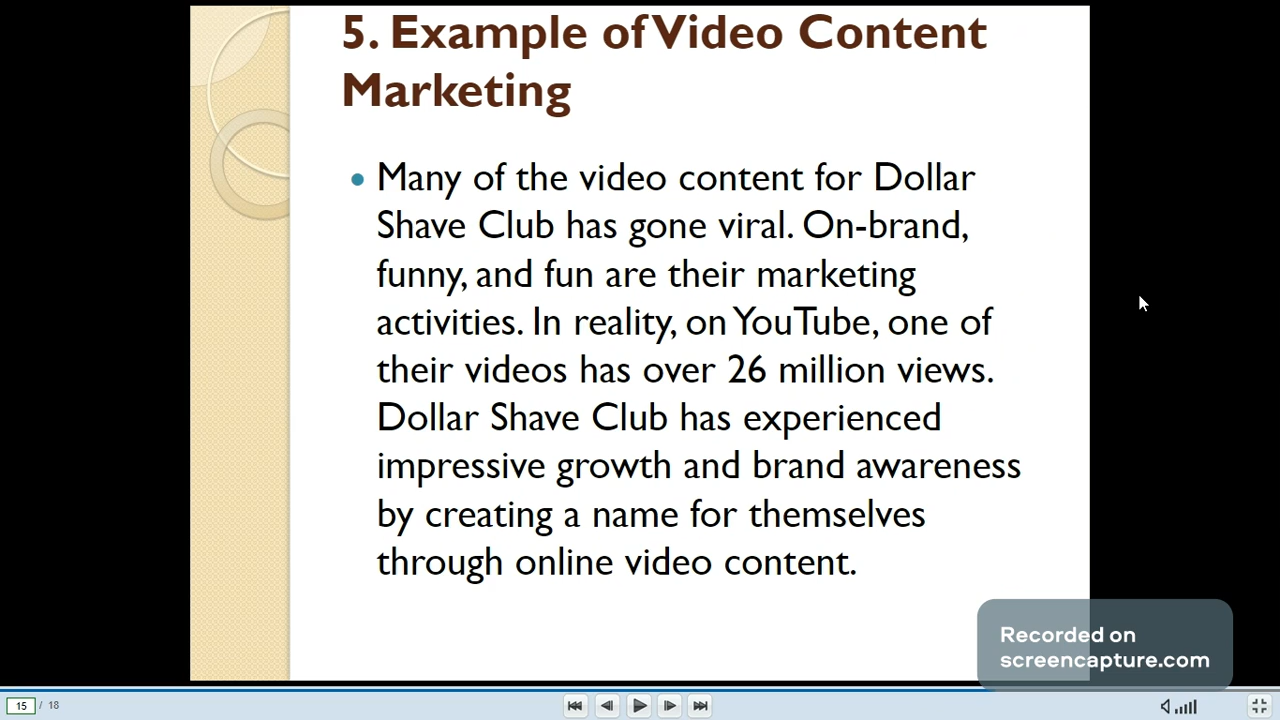 5. Example of Video Content
Marketing
• Many of the video content for Dollar
Shave Club has gone viral. On-brand,
funny, and fun are their marketing
activities. In reality, on YouTube, one of
their videos has over 26 million views.
Dollar Shave Club has experienced
impressive growth and brand awareness
by creating a name for themselves
through online video content.
Recorded on
screencapture.com
15 / 18